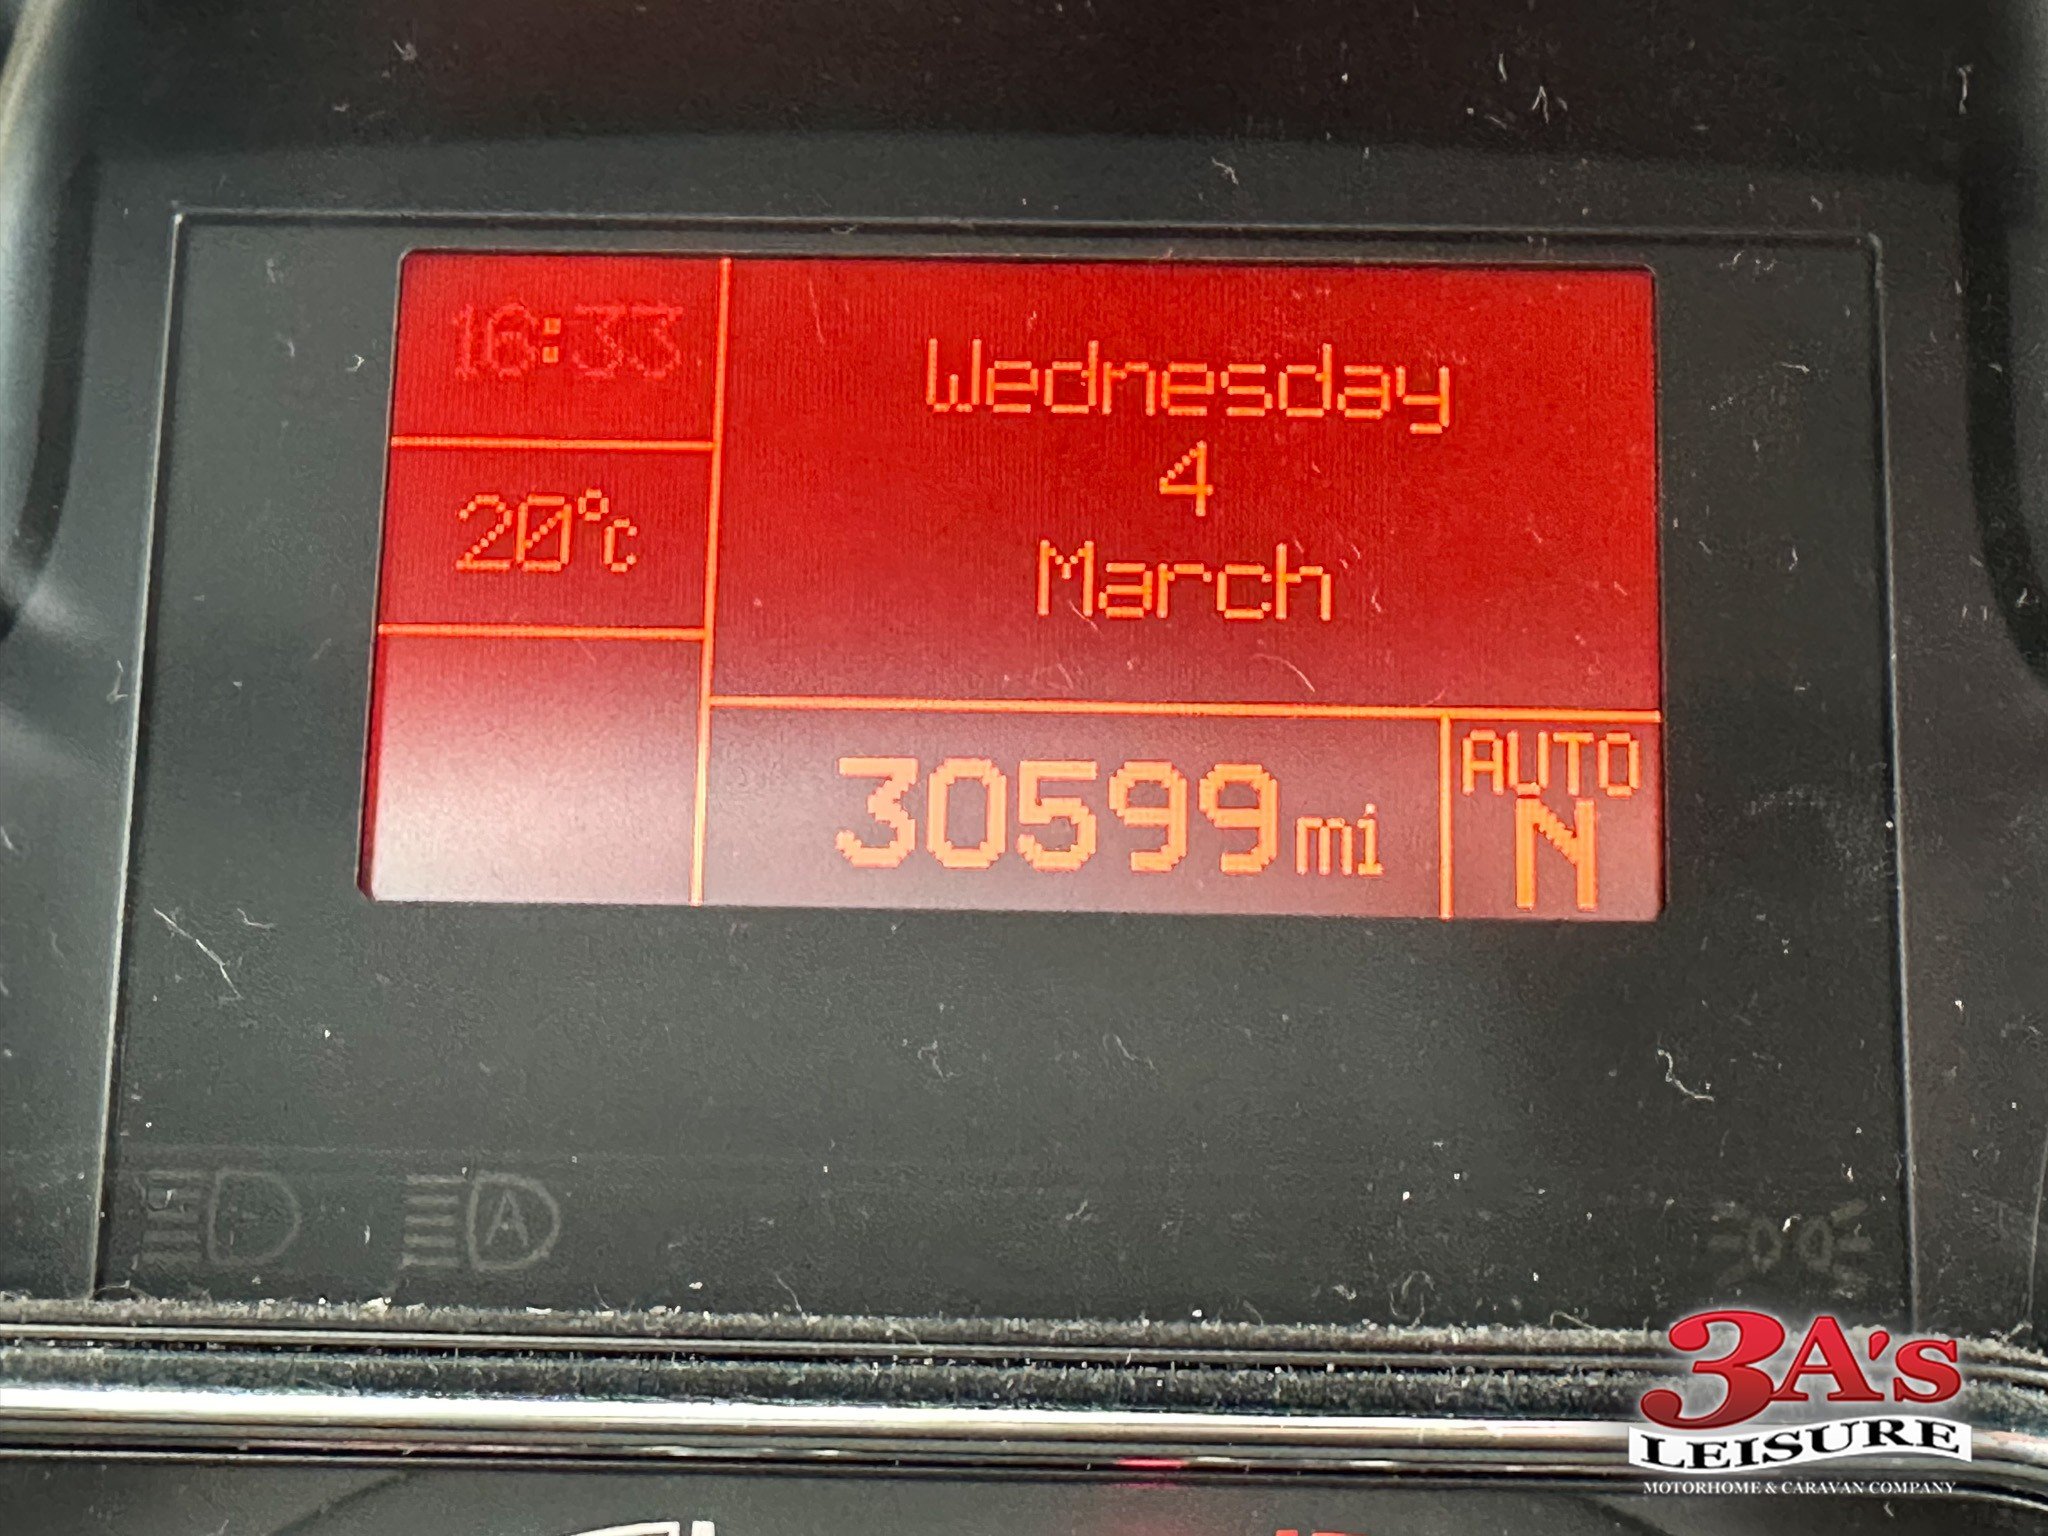 16:33
Wednesday
4
March
20°c
30599mi
AUTO
N
A
3A's
LEISURE
MOTORHOME & CARAVAN COMPANY